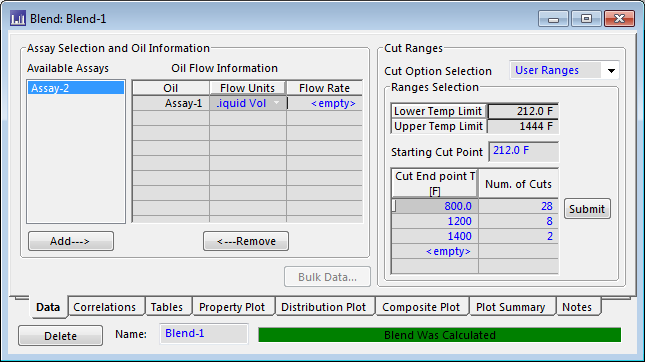 Blend: Blend-1
Assay Selection and Oil Information
Available Assays
Assay-2
Oil Flow Information
Oil Flow Units Flow Rate
Assay-1 .iquid Vol <empty>
Add---> <---Remove
Bulk Data...
Cut Ranges
Cut Option Selection User Ranges
Ranges Selection
Lower Temp Limit 212.0 F
Upper Temp Limit 1444 F
Starting Cut Point 212.0 F
Cut End point T Num. of Cuts
[F]
800.0 28
1200 8
1400 2
<empty>
Submit
Data Correlations Tables Property Plot Distribution Plot Composite Plot Plot Summary Notes
Delete Name: Blend-1 Blend Was Calculated